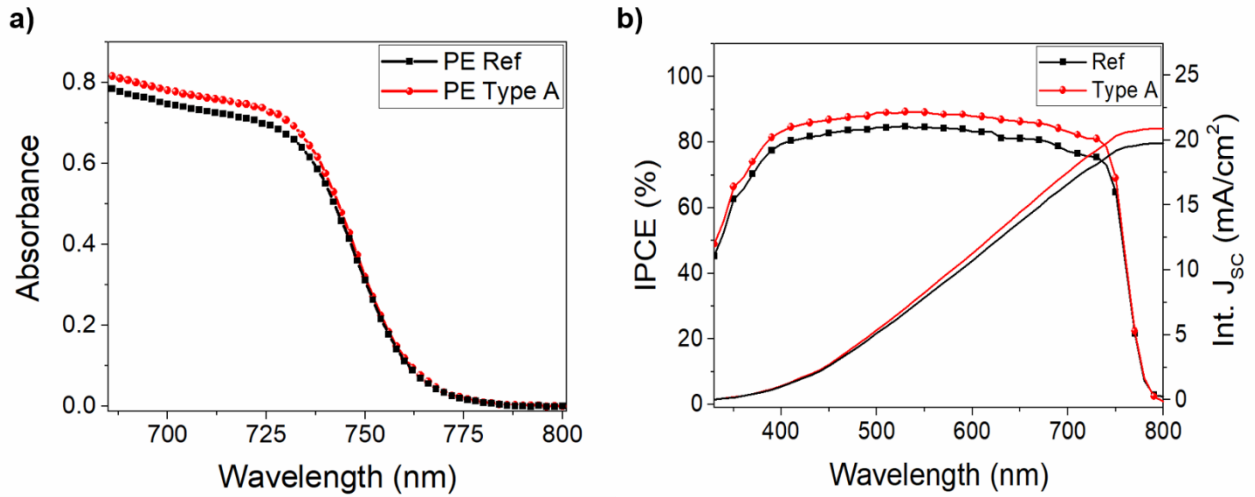 a)
PE Ref
PE Type A
0.8
0.6
0.4
0.2
0.0
Absorbance
700
725
750
775
800
Wavelength (nm)
b)
Ref
Type A
100
80
60
40
20
0
IPCE (%)
25
20
15
10
5
0
Int. J_SC (mA/cm²)
400
500
600
700
800
Wavelength (nm)